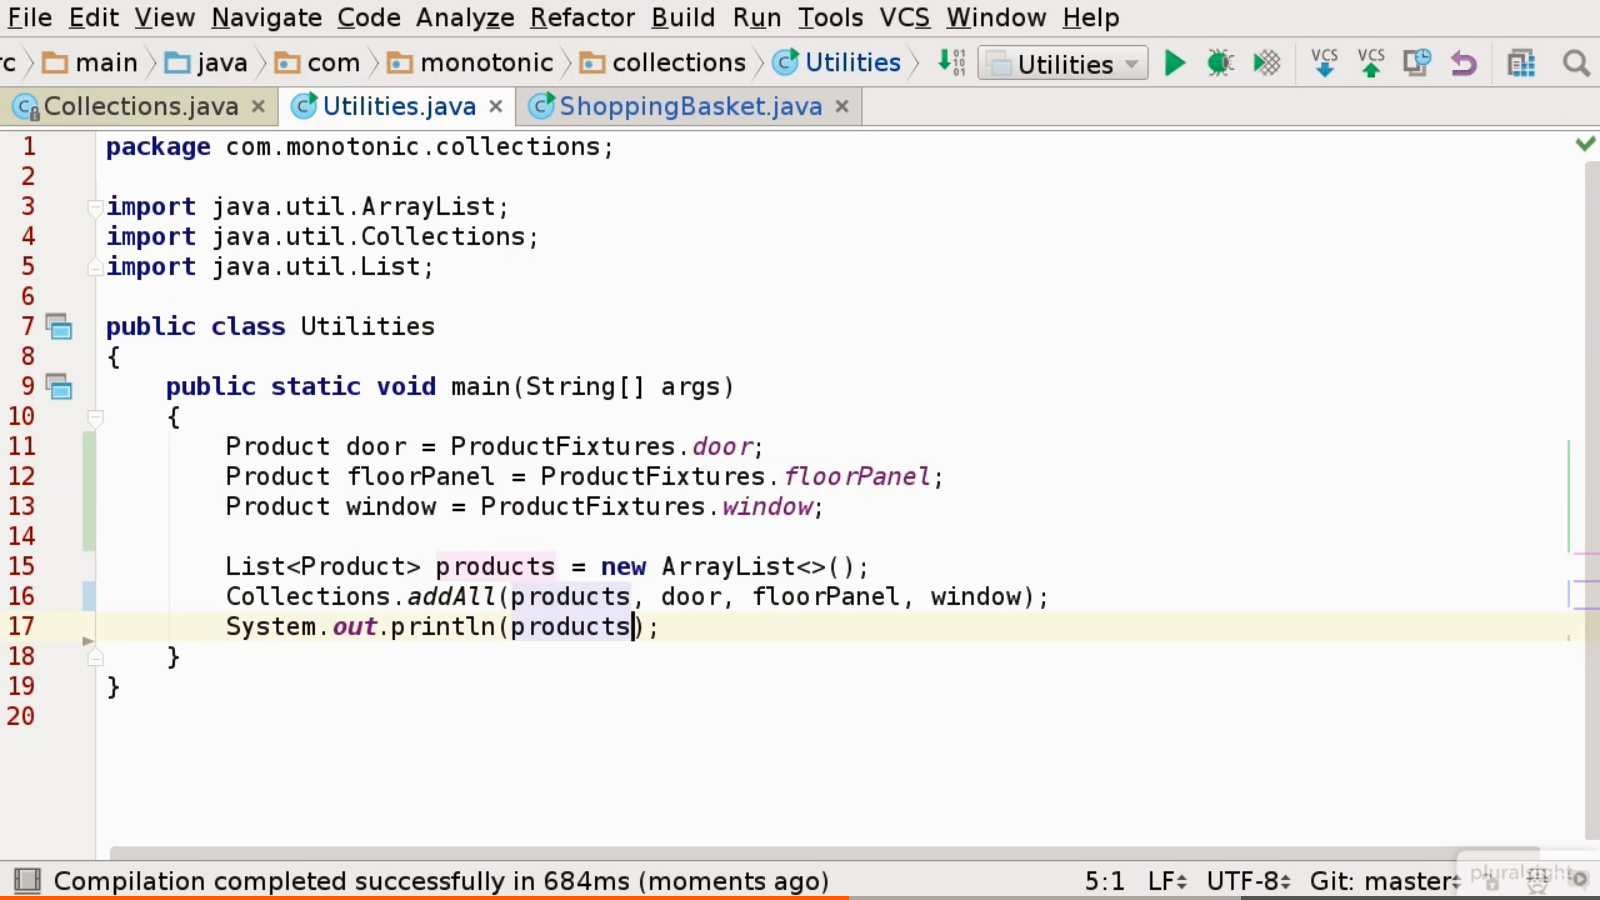 File Edit View Navigate Code Analyze Refactor Build Run Tools VCS Window Help
rc main java com monotonic collections Utilities Utilities VCS VCS
Collections.java Utilities.java ShoppingBasket.java
1 package com.monotonic.collections;
2
3 import java.util.ArrayList;
4 import java.util.Collections;
5 import java.util.List;
6
7 public class Utilities
8 {
9 public static void main(String[] args)
10 {
11 Product door = ProductFixtures.door;
12 Product floorPanel = ProductFixtures.floorPanel;
13 Product window = ProductFixtures.window;
14
15 List<Product> products = new ArrayList<>();
16 Collections.addAll(products, door, floorPanel, window);
17 System.out.println(products);
18 }
19 }
20
Compilation completed successfully in 684ms (moments ago) 5:1 LF UTF-8 Git: master pluralsight